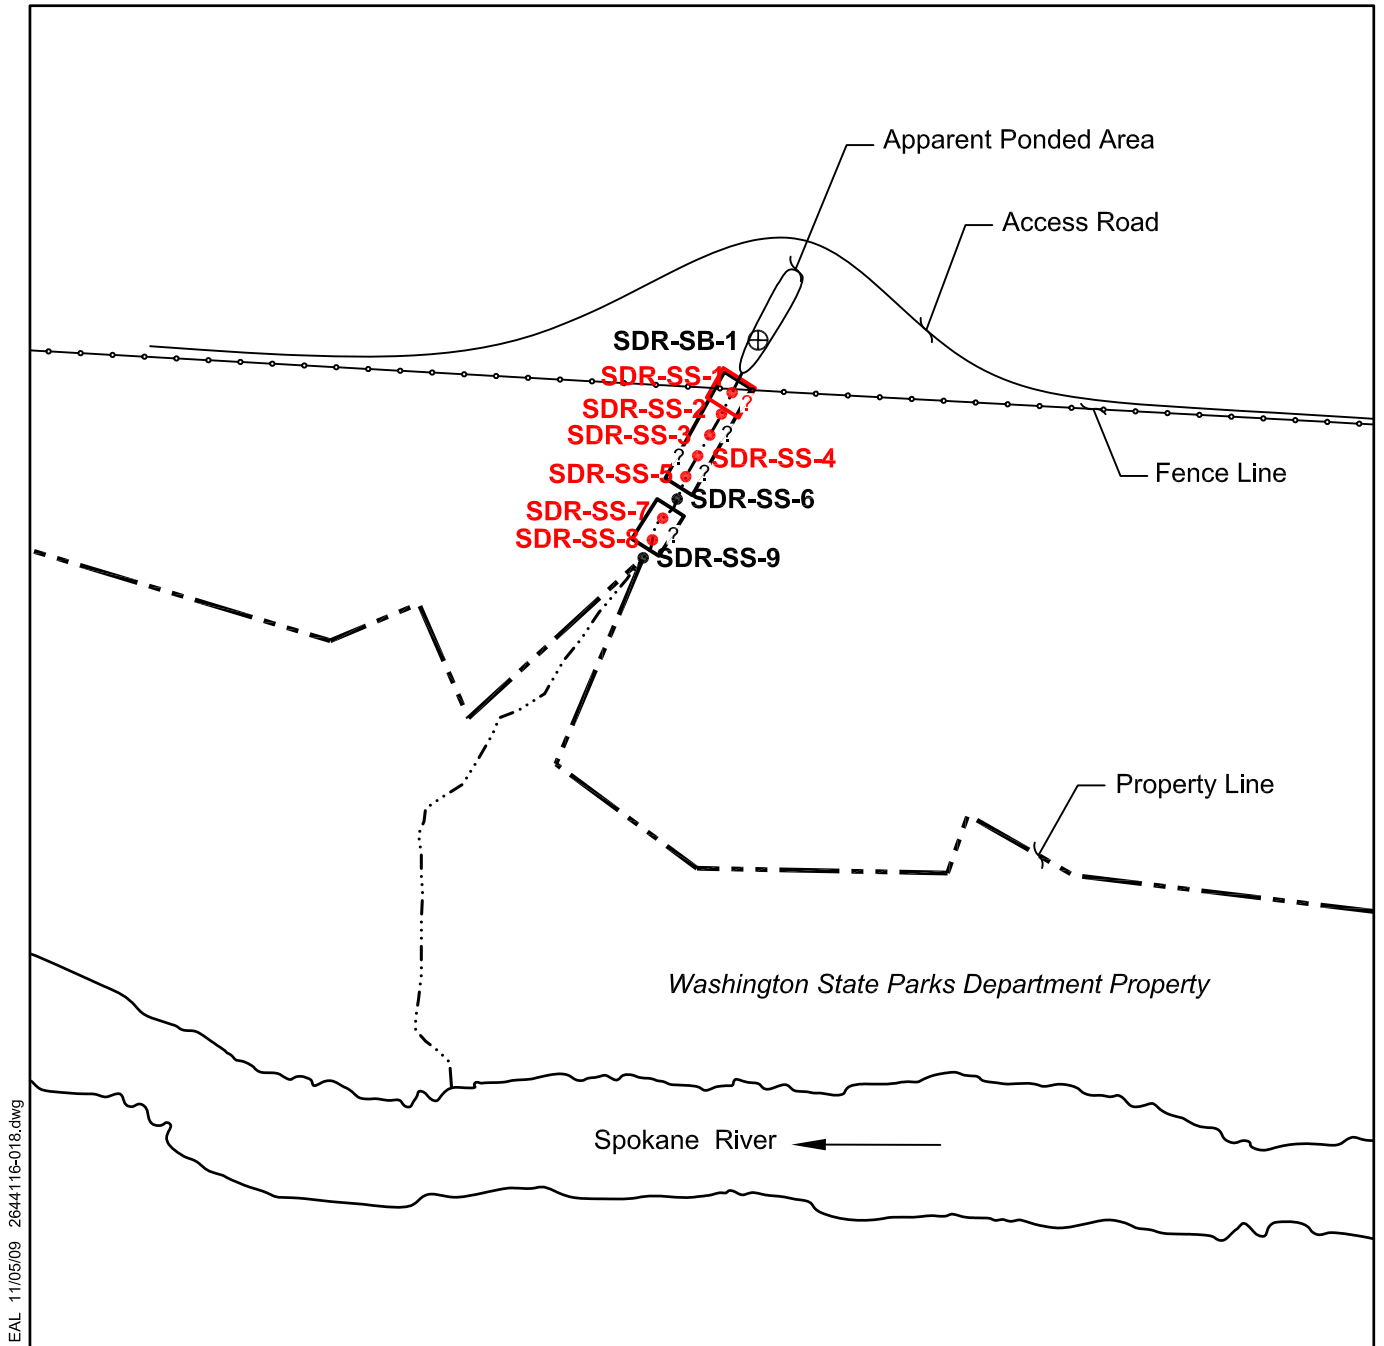 Apparent Ponded Area
Access Road
SDR-SB-1
SDR-SS-1
?
SDR-SS-2
SDR-SS-3
?
? SDR-SS-4
SDR-SS-5
?
SDR-SS-6
Fence Line
SDR-SS-7
SDR-SS-8
?
SDR-SS-9
Property Line
Washington State Parks Department Property
Spokane River
EAL 11/05/09 2644116-018.dwg